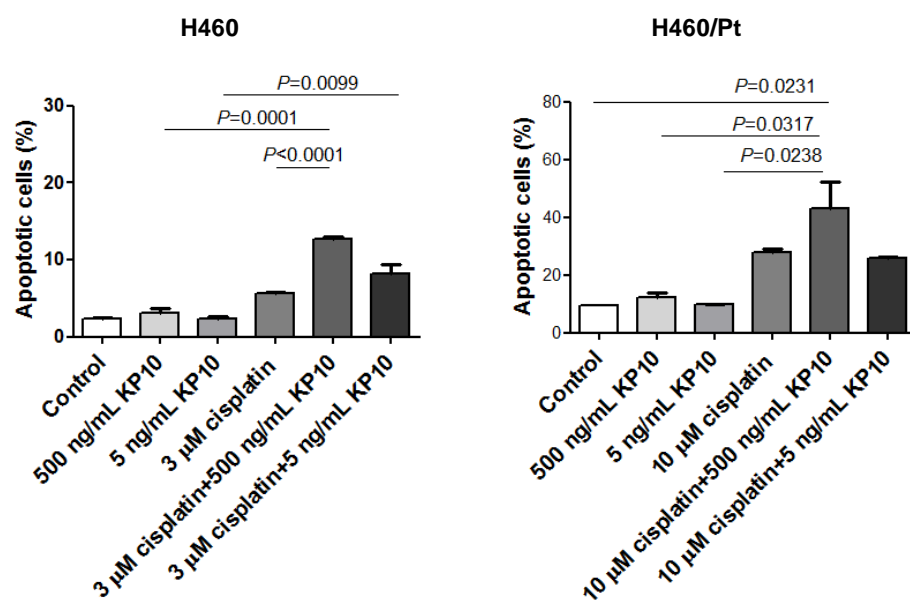 H460
Apoptotic cells (%)
30
20
10
0
P=0.0099
P=0.0001
P<0.0001
Control
500 ng/mL KP10
5 ng/mL KP10
3 µM cisplatin
3 µM cisplatin+500 ng/mL KP10
3 µM cisplatin+5 ng/mL KP10
H460/Pt
Apoptotic cells (%)
80
60
40
20
0
P=0.0231
P=0.0317
P=0.0238
Control
500 ng/mL KP10
5 ng/mL KP10
10 µM cisplatin
10 µM cisplatin+500 ng/mL KP10
10 µM cisplatin+5 ng/mL KP10